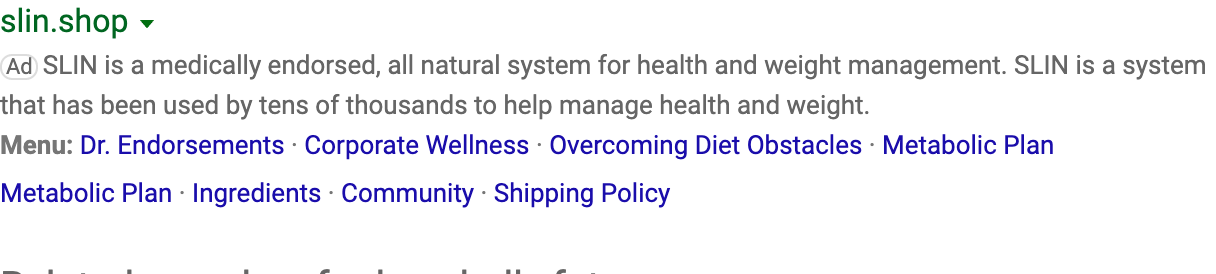 slin.shop
Ad SLIN is a medically endorsed, all natural system for health and weight management. SLIN is a system
that has been used by tens of thousands to help manage health and weight.
Menu: Dr. Endorsements · Corporate Wellness · Overcoming Diet Obstacles · Metabolic Plan
Metabolic Plan · Ingredients · Community · Shipping Policy